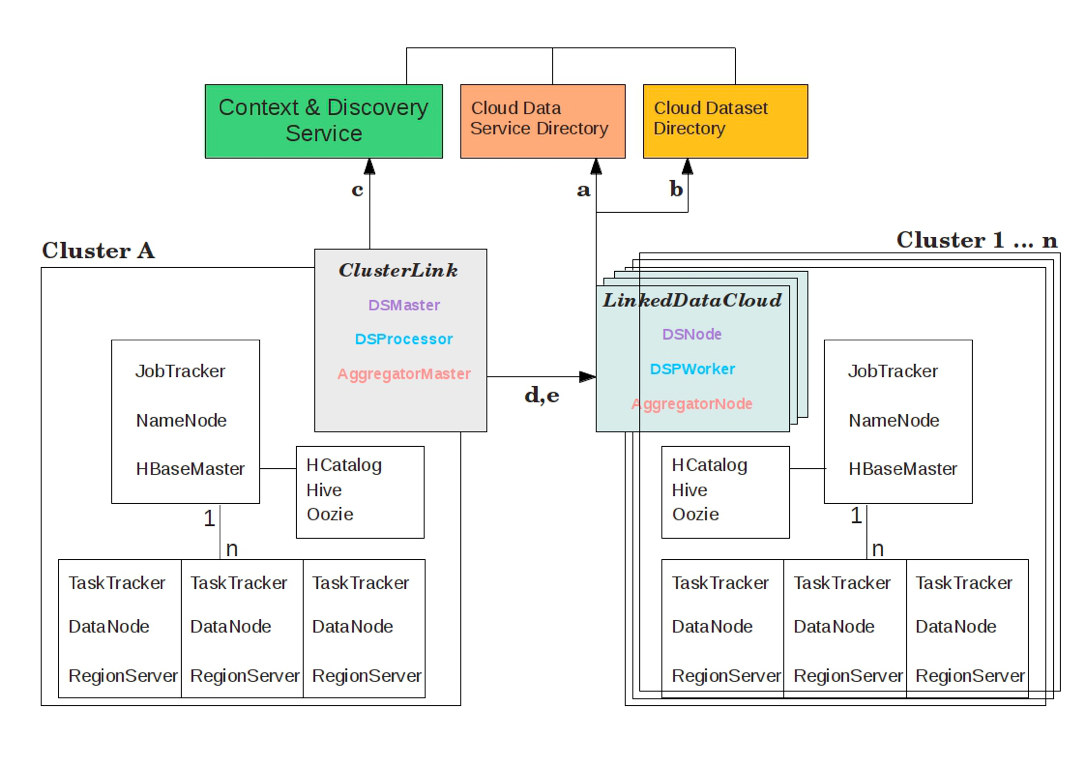 Context & Discovery
Service
Cloud Data
Service Directory
Cloud Dataset
Directory
c
a
b
Cluster A
Cluster 1 ... n
ClusterLink
DSMaster
DSProcessor
AggregatorMaster
d,e
LinkedDataCloud
DSNode
DSPWorker
AggregatorNode
JobTracker
NameNode
HBaseMaster
HCatalog
Hive
Oozie
1
n
TaskTracker TaskTracker TaskTracker
DataNode DataNode DataNode
RegionServer RegionServer RegionServer
JobTracker
NameNode
HBaseMaster
HCatalog
Hive
Oozie
1
n
TaskTracker TaskTracker TaskTracker
DataNode DataNode DataNode
RegionServer RegionServer RegionServer